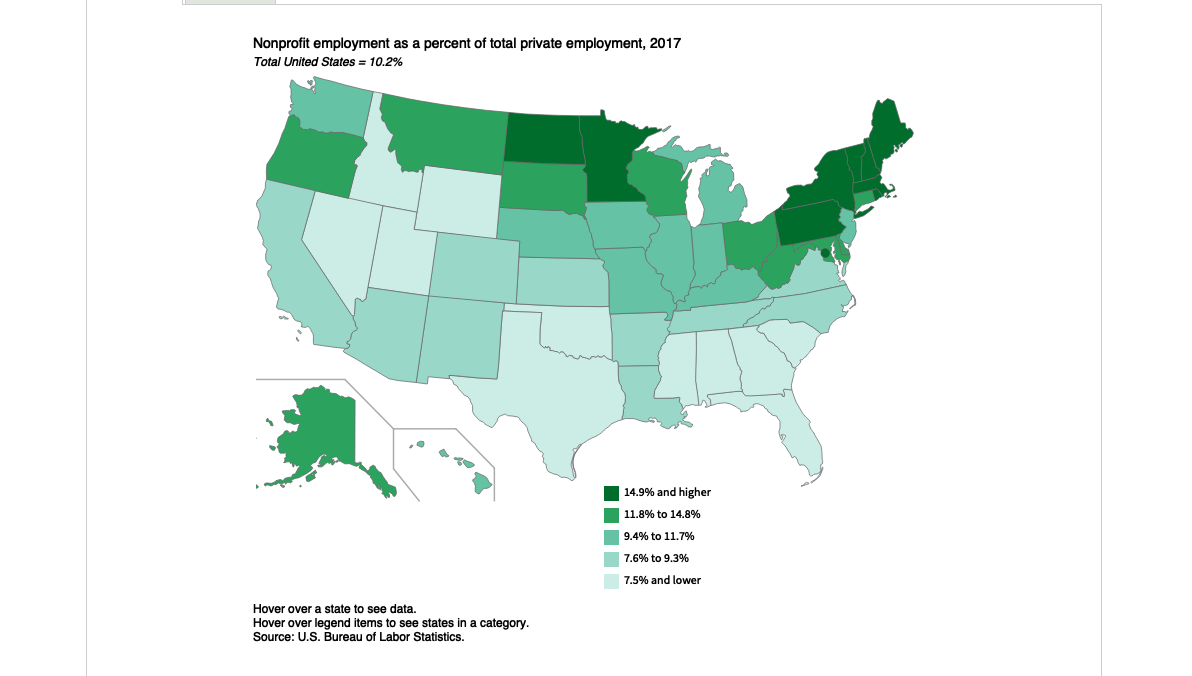 Nonprofit employment as a percent of total private employment, 2017
Total United States = 10.2%
14.9% and higher
11.8% to 14.8%
9.4% to 11.7%
7.6% to 9.3%
7.5% and lower
Hover over a state to see data.
Hover over legend items to see states in a category.
Source: U.S. Bureau of Labor Statistics.